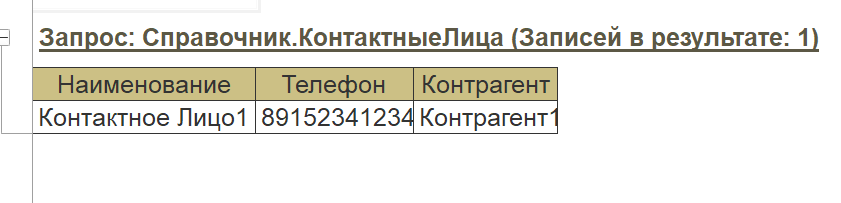 Запрос: Справочник.КонтактныеЛица (Записей в результате: 1)
Наименование Телефон Контрагент
Контактное Лицо1 89152341234 Контрагент1